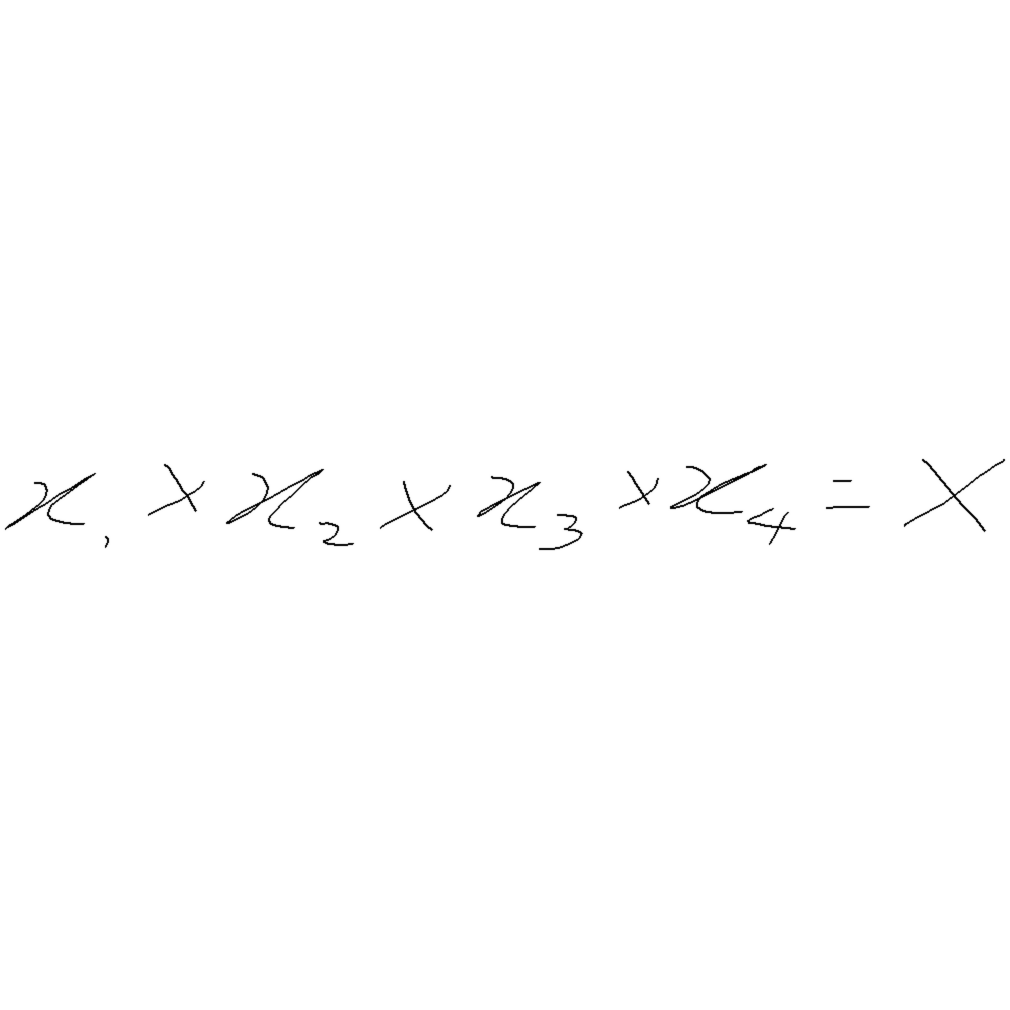 x₁ × x₂ × x₃ × x₄ = X